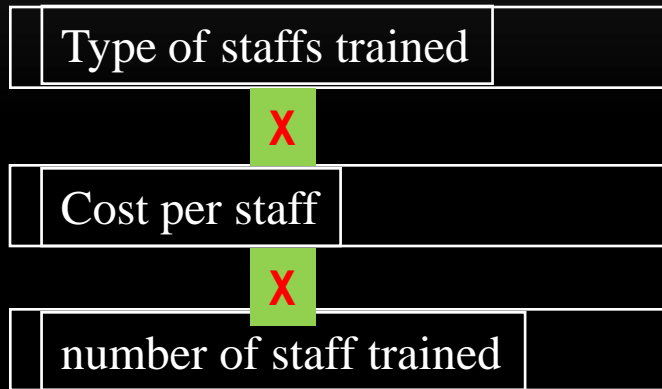 Type of staffs trained
X
Cost per staff
X
number of staff trained